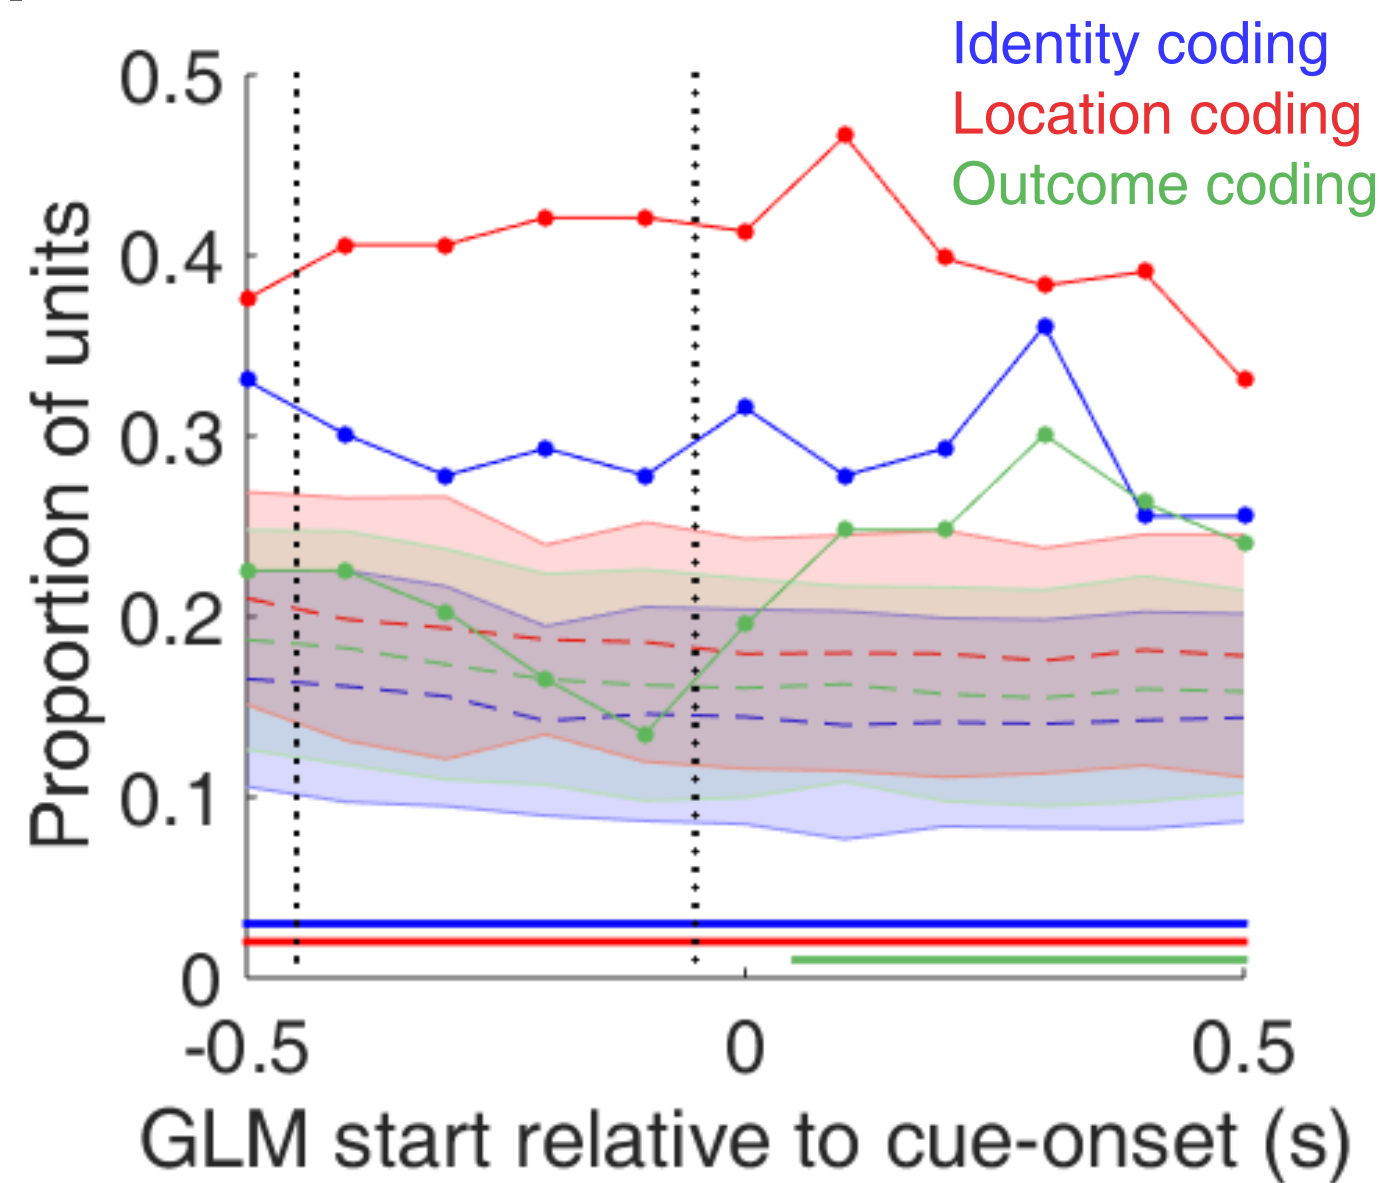 Identity coding
Location coding
Outcome coding
Proportion of units
0.5
0.4
0.3
0.2
0.1
0
-0.5
0
0.5
GLM start relative to cue-onset (s)